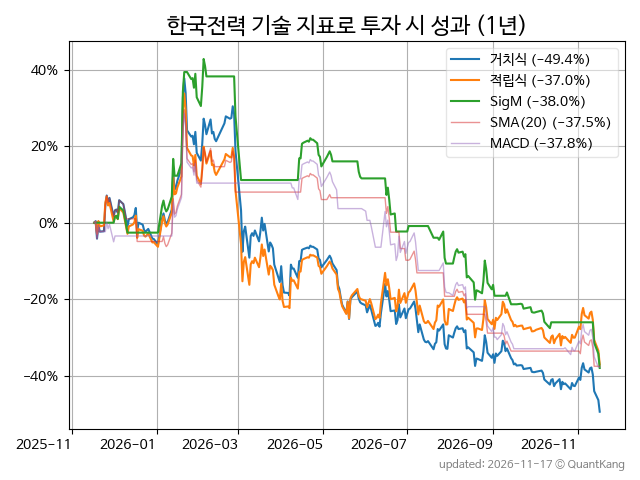 한국전력 기술 지표로 투자 시 성과 (1년)
거치식 (−49.4%)
적립식 (−37.0%)
SigM (−38.0%)
SMA(20) (−37.5%)
MACD (−37.8%)
40%
20%
0%
−20%
−40%
2025-11
2026-01
2026-03
2026-05
2026-07
2026-09
2026-11
updated: 2026-11-17 © QuantKang